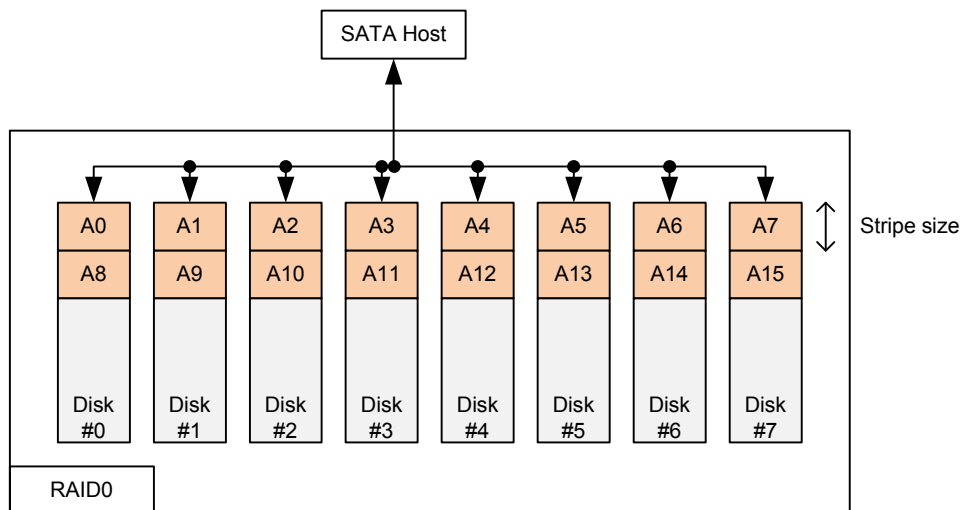 SATA Host
A0 A1 A2 A3 A4 A5 A6 A7
Stripe size
A8 A9 A10 A11 A12 A13 A14 A15
Disk Disk Disk Disk Disk Disk Disk Disk
#0 #1 #2 #3 #4 #5 #6 #7
RAID0